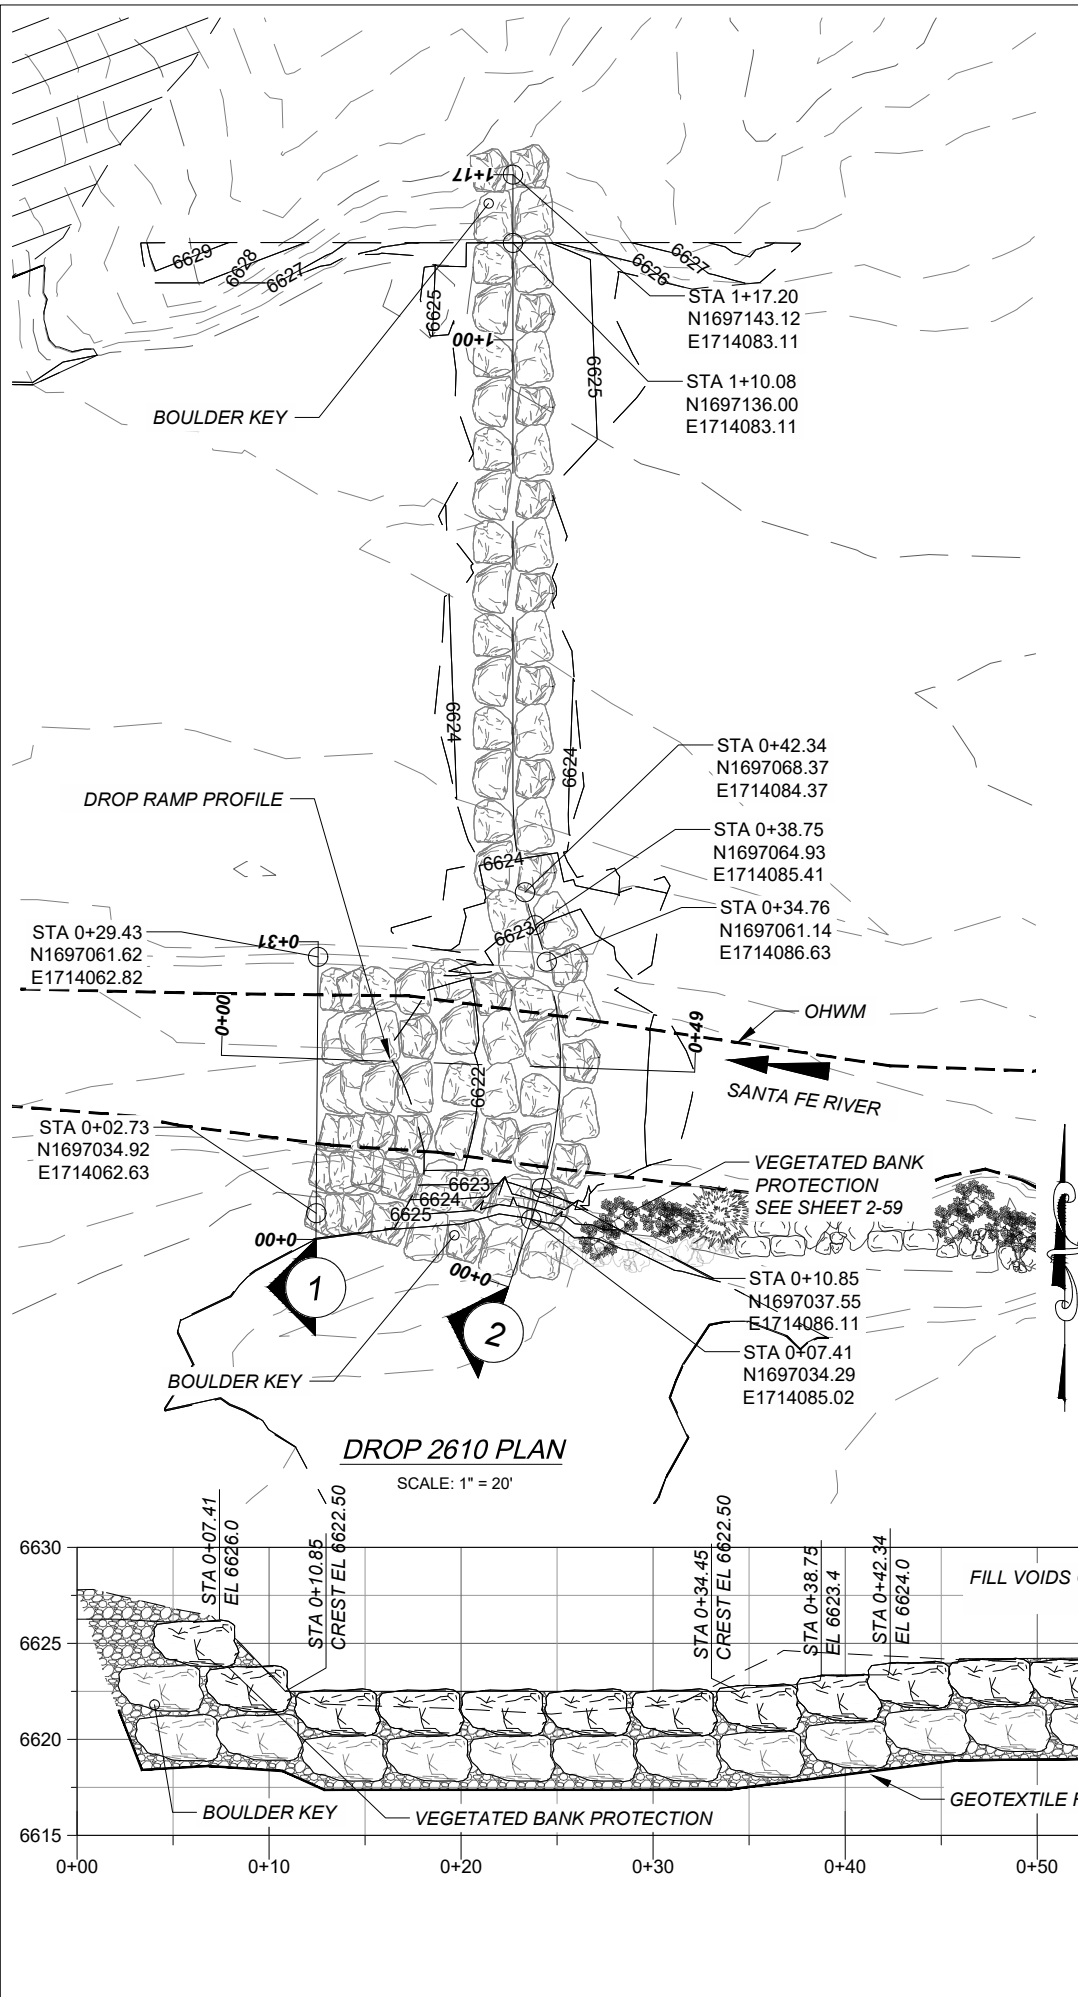 1+17
6629
6628
6627
6625
1+00
6626
6627
6625
STA 1+17.20
N1697143.12
E1714083.11
STA 1+10.08
N1697136.00
E1714083.11
BOULDER KEY
6624
6624
STA 0+42.34
N1697068.37
E1714084.37
DROP RAMP PROFILE
STA 0+38.75
N1697064.93
E1714085.41
6624
STA 0+34.76
N1697061.14
E1714086.63
6623
STA 0+29.43
N1697061.62
E1714062.82
0+31
0+00
OHWM
0+49
SANTA FE RIVER
6622
STA 0+02.73
N1697034.92
E1714062.63
VEGETATED BANK
PROTECTION
SEE SHEET 2-59
6623
6624
6625
0+00
0+00
1
2
STA 0+10.85
N1697037.55
E1714086.11
STA 0+07.41
N1697034.29
E1714085.02
BOULDER KEY
DROP 2610 PLAN
SCALE: 1" = 20'
STA 0+07.41
EL 6626.0
STA 0+10.85
CREST EL 6622.50
STA 0+34.45
CREST EL 6622.50
STA 0+38.75
EL 6623.4
STA 0+42.34
EL 6624.0
FILL VOIDS
6630
6625
6620
6615
BOULDER KEY
VEGETATED BANK PROTECTION
GEOTEXTILE
0+00
0+10
0+20
0+30
0+40
0+50